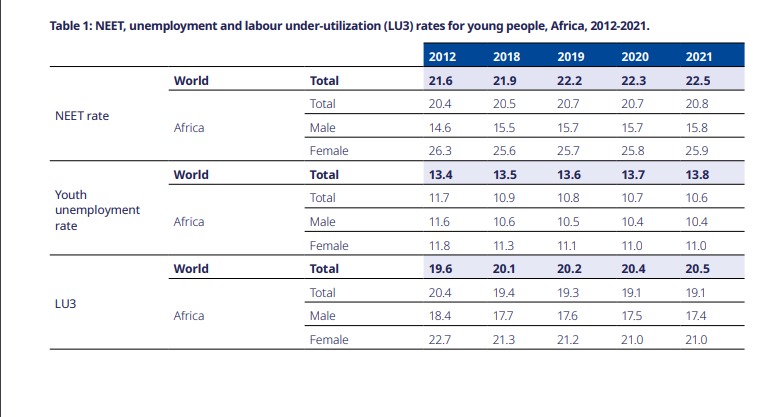 Table 1: NEET, unemployment and labour under-utilization (LU3) rates for young people, Africa, 2012-2021.
2012 2018 2019 2020 2021
World Total 21.6 21.9 22.2 22.3 22.5
Total 20.4 20.5 20.7 20.7 20.8
NEET rate
Africa Male 14.6 15.5 15.7 15.7 15.8
Female 26.3 25.6 25.7 25.8 25.9
World Total 13.4 13.5 13.6 13.7 13.8
Youth
unemployment
rate
Total 11.7 10.9 10.8 10.7 10.6
Africa Male 11.6 10.6 10.5 10.4 10.4
Female 11.8 11.3 11.1 11.0 11.0
World Total 19.6 20.1 20.2 20.4 20.5
LU3
Total 20.4 19.4 19.3 19.1 19.1
Africa Male 18.4 17.7 17.6 17.5 17.4
Female 22.7 21.3 21.2 21.0 21.0